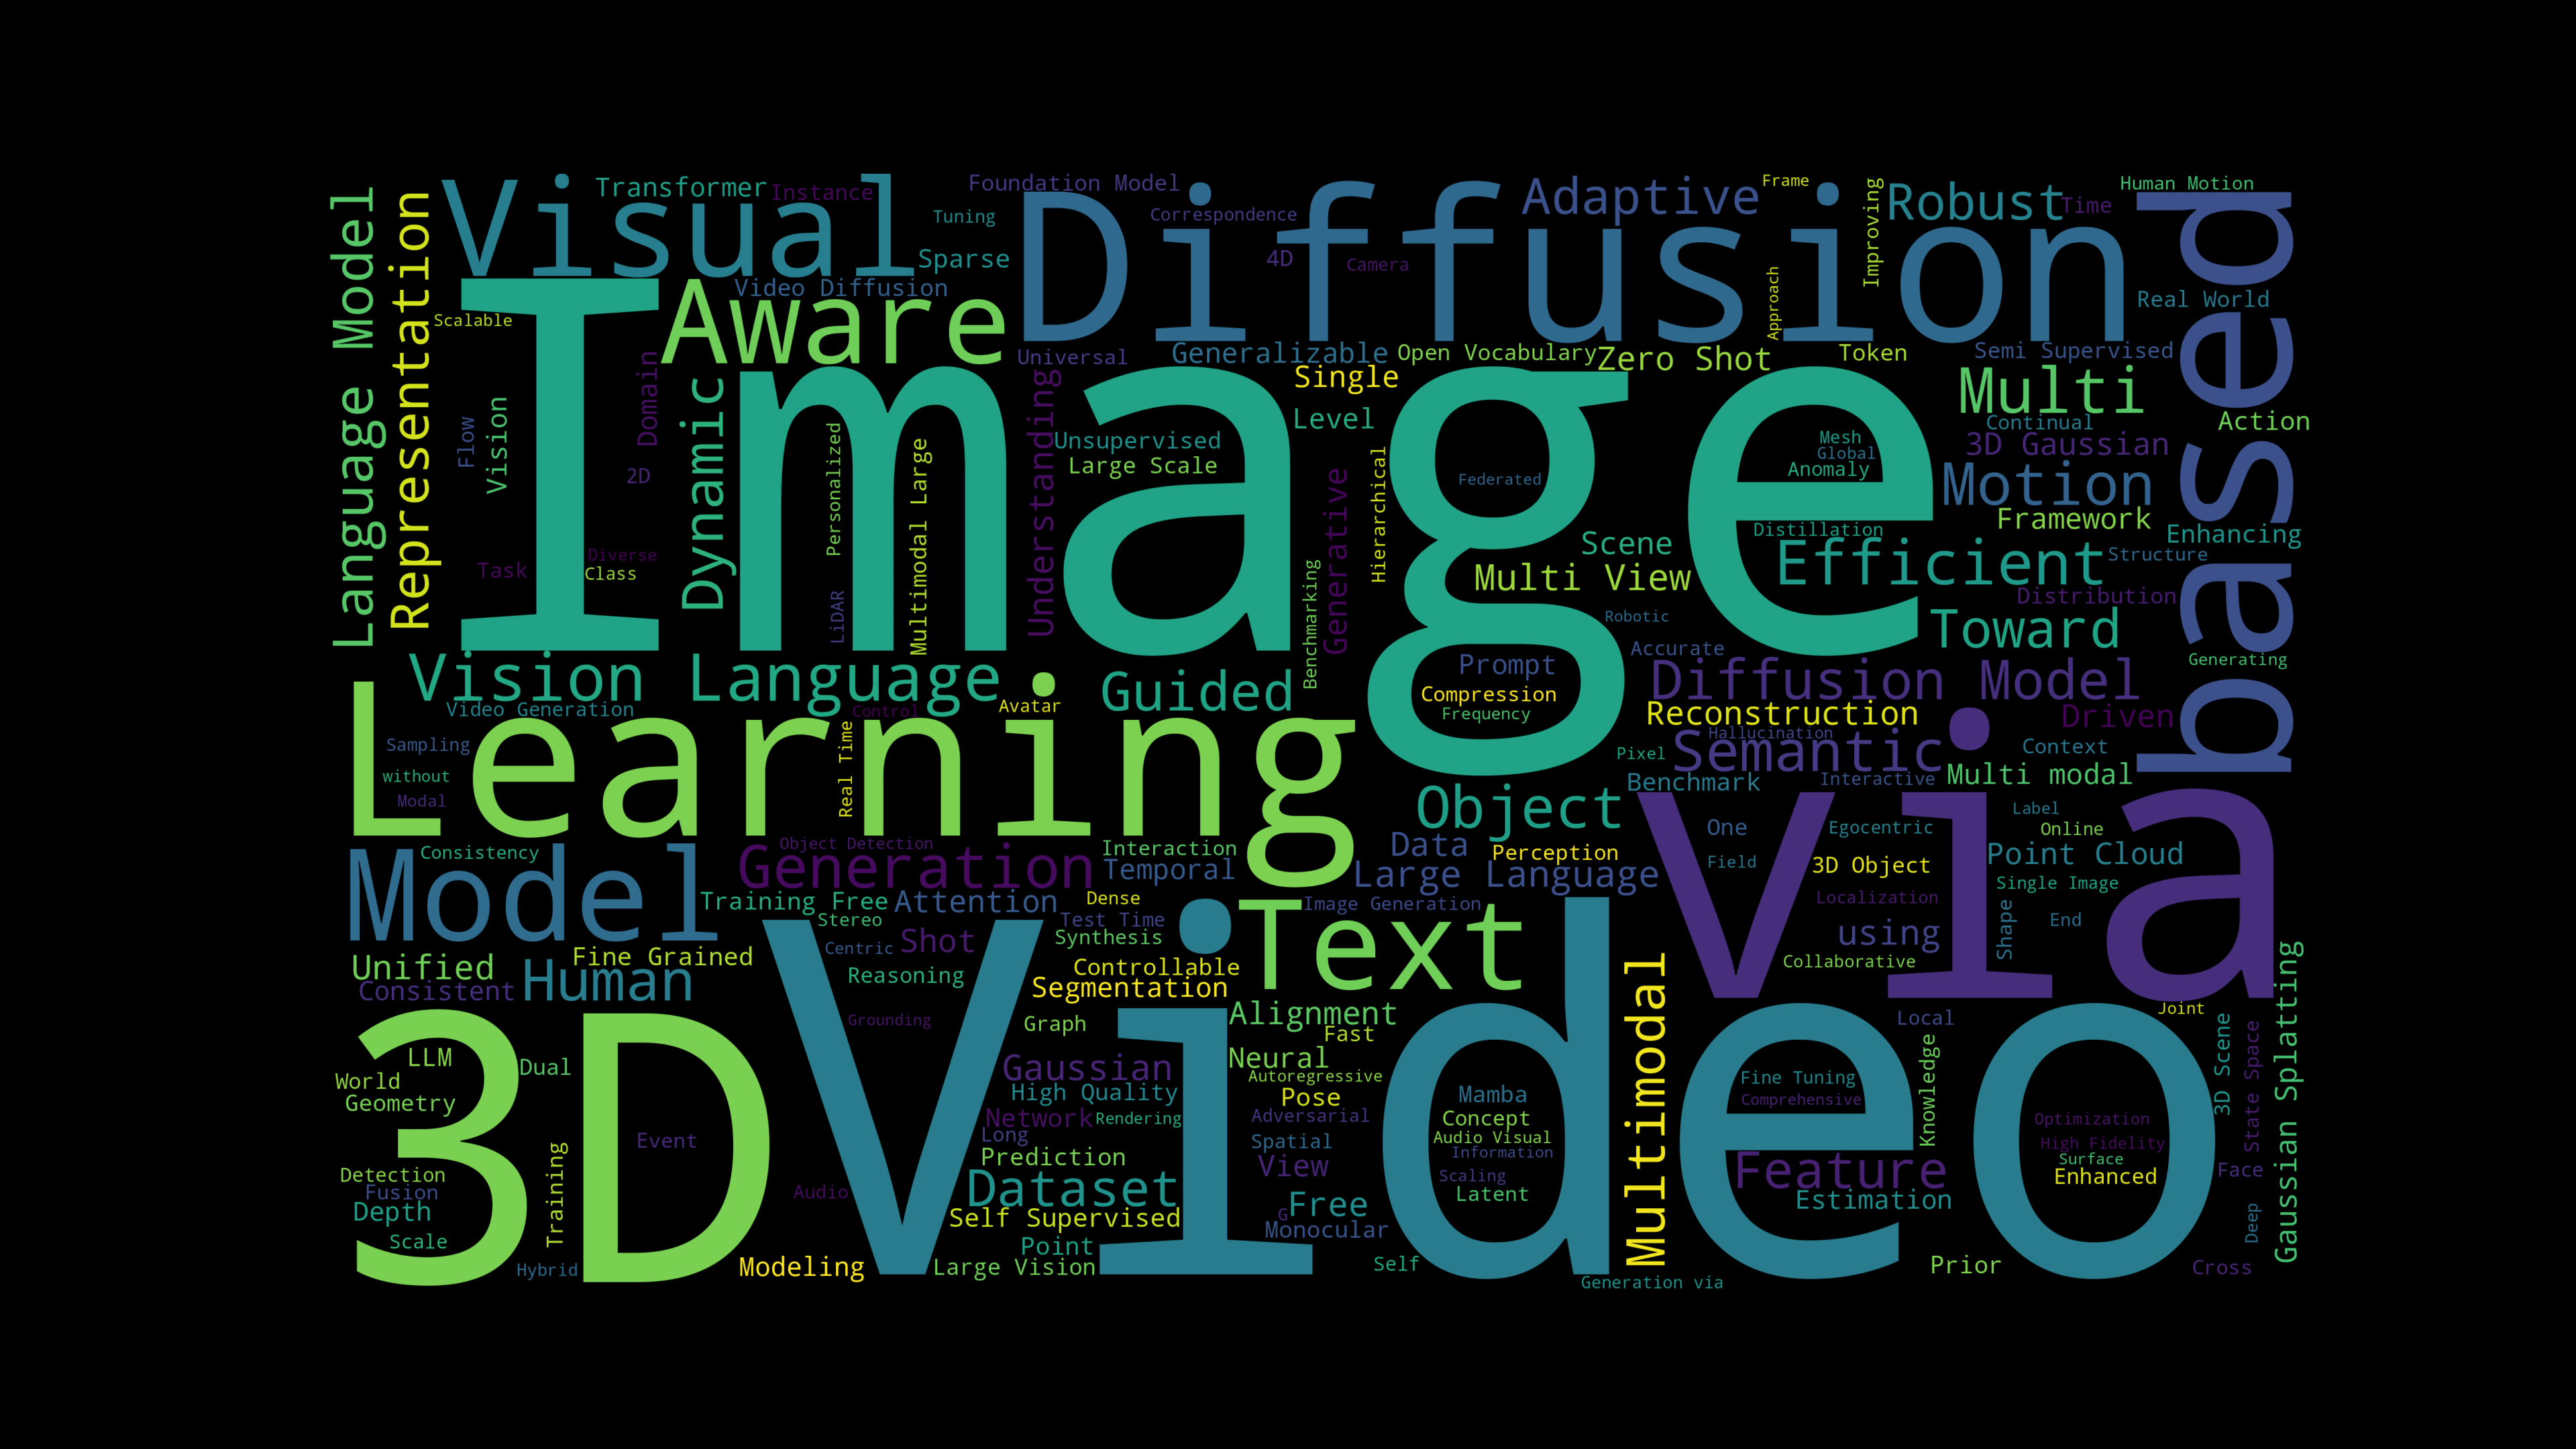 Visual
Transformer
Instance
Foundation Model
Diffusion
Adaptive
Frame
Improving
Robust
Time
Human Motion
Language Model
Representation
Tuning
Correspondence
Sparse
4D
Camera
Approach
based
Video Diffusion
Aware
Real World
Scalable
Image
Universal
Generalizable
Open Vocabulary
Zero Shot
Token
Semi Supervised
Single
Multi
Flow
Vision
Domain
Dynamic
Understanding
Level
Continual
Action
Personalized
Multimodal Large
Unsupervised
Large Scale
Generative
Hierarchical
Federated
Mesh
Global
Anomaly
3D Gaussian
2D
Motion
Framework
Distillation
Enhancing
Scene
Efficient
Structure
Task
Diverse
Class
LiDAR
Benchmarking
Multi View
Distribution
Robotic
Toward
Accurate
Generating
Vision Language
Guided
Prompt
Compression
Frequency
Diffusion Model
Video Generation
Control
Avatar
Learning
Reconstruction
Driven
Hallucination
Semantic
Context
Sampling
without
Modal
Real Time
Pixel
Benchmark
Interactive
Multi modal
Object
via
Label
One
Egocentric
Online
Model
Consistency
Object Detection
Generation
Interaction
Temporal
Data
Perception
Large Language
Field
3D Object
Point Cloud
Training Free
Attention
Dense
Image Generation
Localization
Single Image
Stereo
Test Time
Text
Shape
End
Centric
Shot
Synthesis
using
Unified
Fine Grained
Consistent
Human
Reasoning
Controllable
Segmentation
Multimodal
Collaborative
Gaussian Splatting
3D
Video
Grounding
Graph
Alignment
Fast
Local
Joint
LLM
Dual
World
Geometry
Gaussian
Neural
High Quality
Autoregressive
Pose
Mamba
Fine Tuning
Comprehensive
Knowledge
3D Scene
State Space
Network
Rendering
Adversarial
Concept
Optimization
Event
Long
Spatial
Audio Visual
Information
High Fidelity
Training
Prediction
View
Scaling
Feature
Surface
Face
Detection
Fusion
Depth
Audio
Dataset
Free
G
Latent
Estimation
Enhanced
Self Supervised
Monocular
Deep
Scale
Point
Hybrid
Modeling
Large Vision
Self
Generation via
Prior
Cross